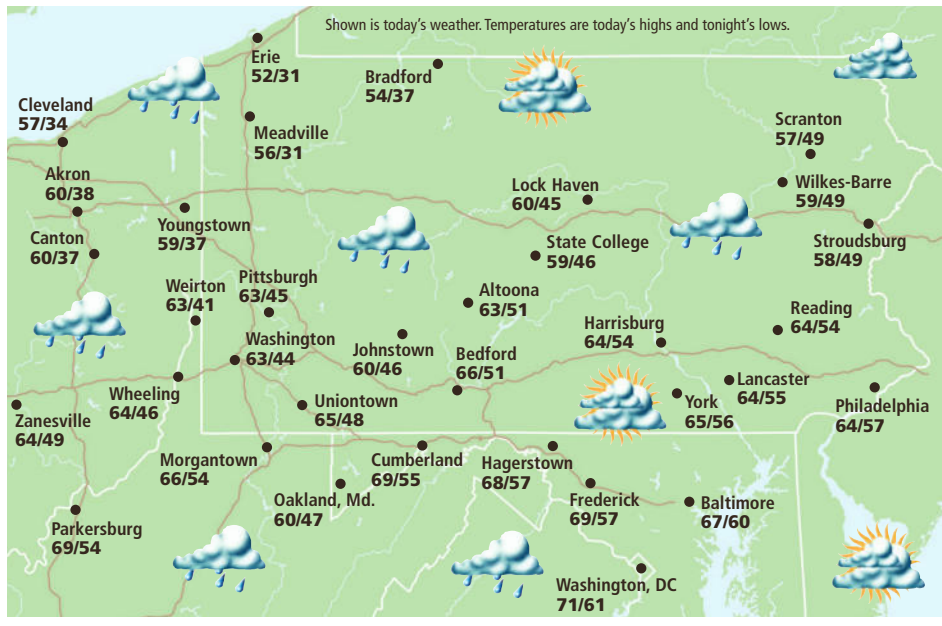 Shown is today's weather. Temperatures are today's highs and tonight's lows.
Erie
52/31
Bradford
54/37
Cleveland
57/34
Meadville
56/31
Scranton
57/49
Akron
60/38
Lock Haven
60/45
Wilkes-Barre
59/49
Youngstown
59/37
Canton
60/37
State College
59/46
Stroudsburg
58/49
Weirton
63/41
Pittsburgh
63/45
Altoona
63/51
Harrisburg
64/54
Reading
64/54
Washington
63/44
Johnstown
60/46
Bedford
66/51
Wheeling
64/46
Lancaster
64/55
Zanesville
64/49
Uniontown
65/48
York
65/56
Philadelphia
64/57
Morgantown
66/54
Cumberland
69/55
Hagerstown
68/57
Oakland, Md.
60/47
Frederick
69/57
Baltimore
67/60
Parkersburg
69/54
Washington, DC
71/61